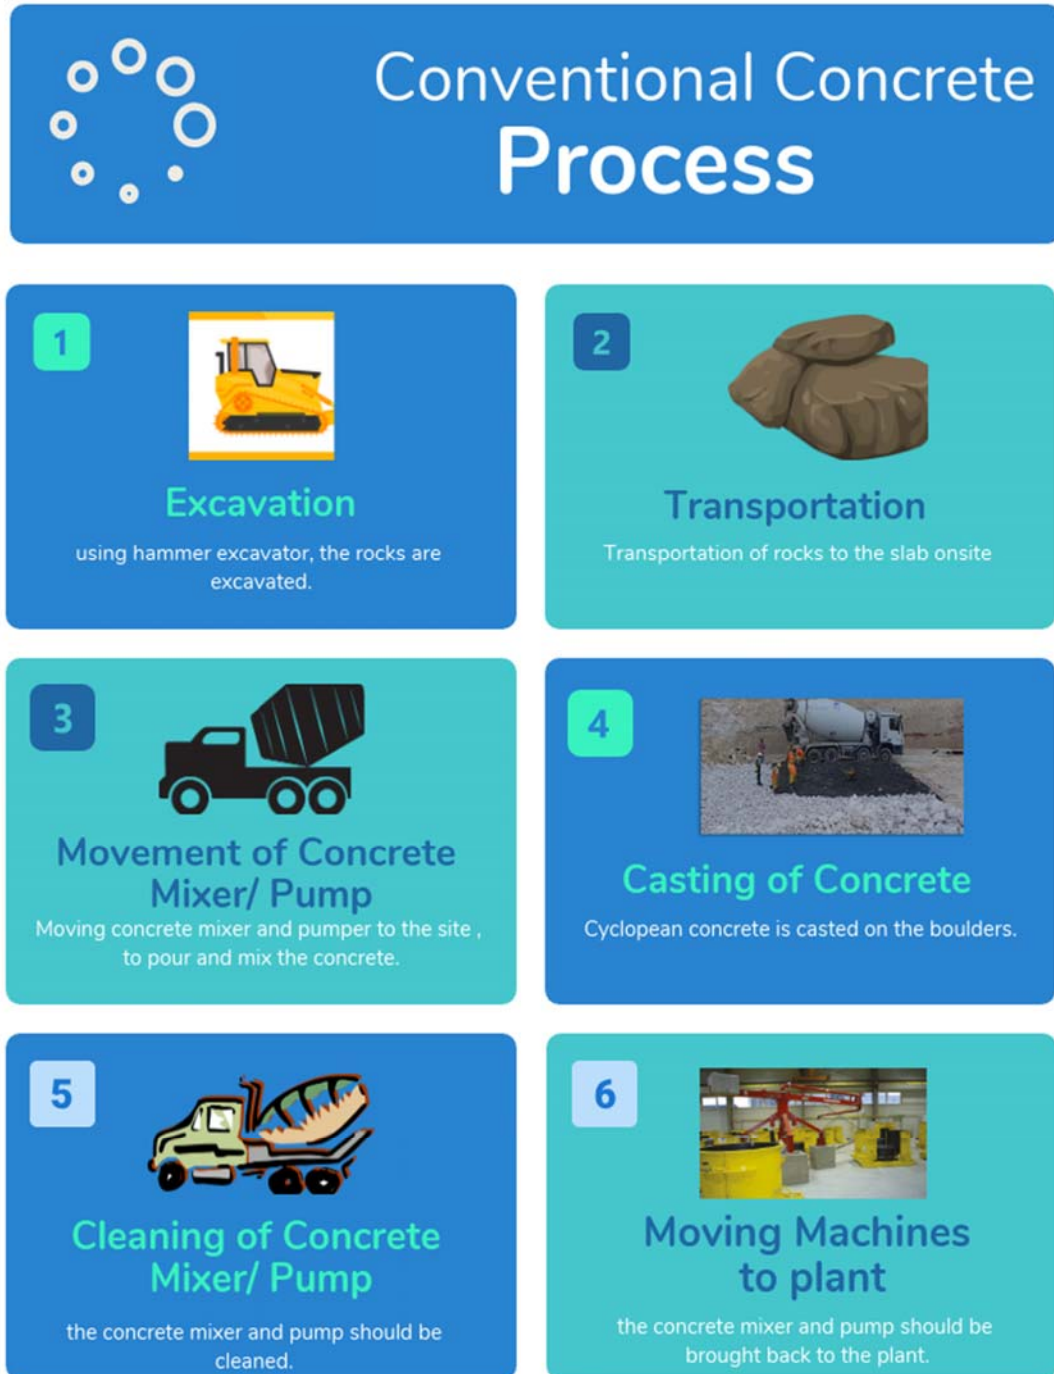 Conventional Concrete
Process
1
Excavation
using hammer excavator, the rocks are
excavated.
2
Transportation
Transportation of rocks to the slab onsite
3
Movement of Concrete
Mixer/ Pump
Moving concrete mixer and pumper to the site ,
to pour and mix the concrete.
4
Casting of Concrete
Cyclopean concrete is casted on the boulders.
5
Cleaning of Concrete
Mixer/ Pump
the concrete mixer and pump should be
cleaned.
6
Moving Machines
to plant
the concrete mixer and pump should be
brought back to the plant.